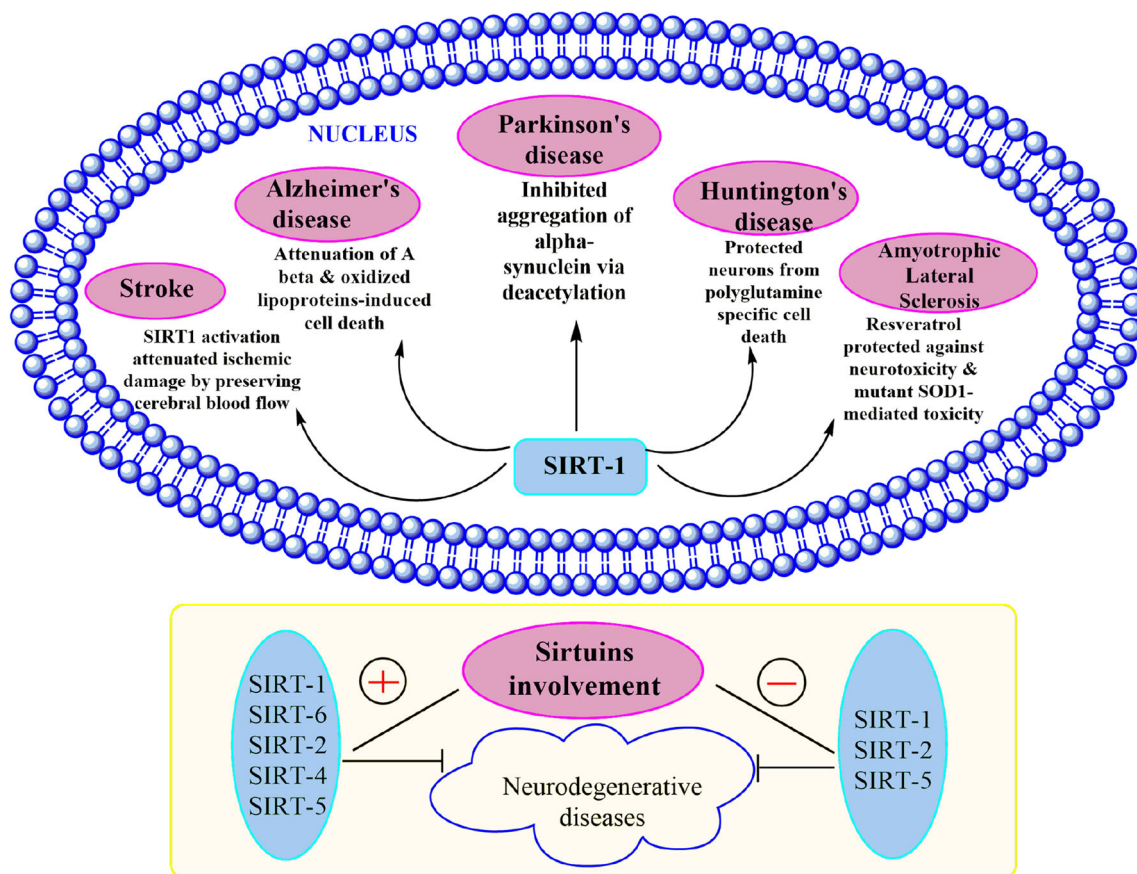 NUCLEUS
Parkinson's
disease
Inhibited
aggregation of
alpha-
synuclein via
deacetylation
Alzheimer's
disease
Attenuation of A
beta & oxidized
lipoproteins-induced
cell death
Huntington's
disease
Protected
neurons from
polyglutamine
specific cell
death
Stroke
SIRT1 activation
attenuated ischemic
damage by preserving
cerebral blood flow
Amyotrophic
Lateral
Sclerosis
Resveratrol
protected against
neurotoxicity &
mutant SOD1-
mediated toxicity
SIRT-1
Sirtuins
involvement
+
−
SIRT-1
SIRT-6
SIRT-2
SIRT-4
SIRT-5
Neurodegenerative
diseases
SIRT-1
SIRT-2
SIRT-5